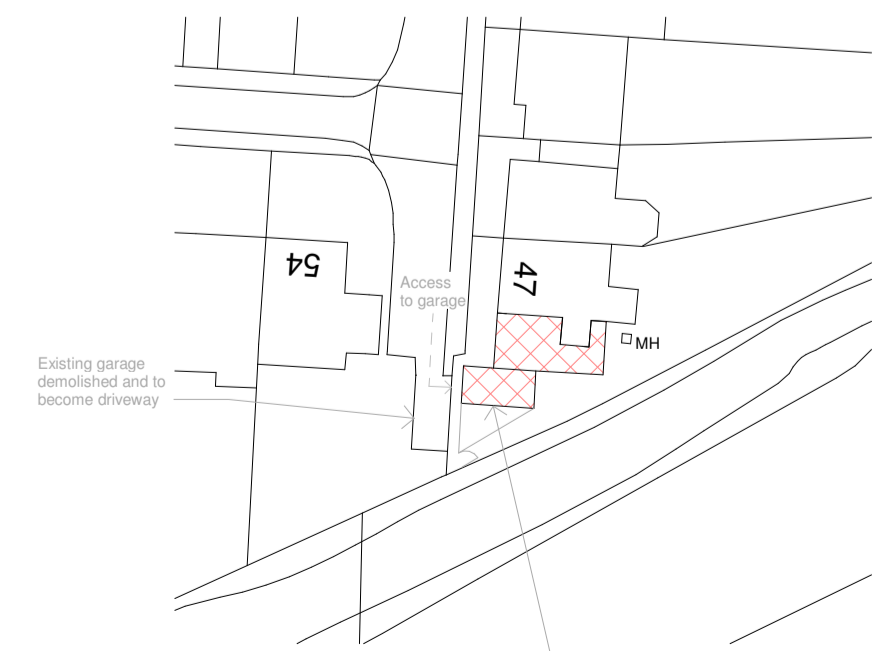 54
47
Access
to garage
MH
Existing garage
demolished and to
become driveway